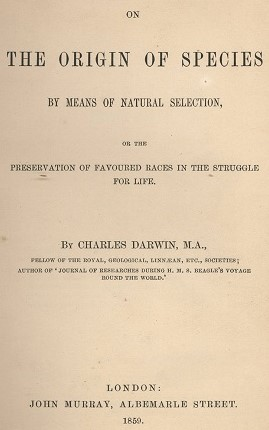 ON
THE ORIGIN OF SPECIES
BY MEANS OF NATURAL SELECTION,
OR THE
PRESERVATION OF FAVOURED RACES IN THE STRUGGLE
FOR LIFE.
BY CHARLES DARWIN, M.A.,
FELLOW OF THE ROYAL, GEOLOGICAL, LINNÆAN, ETC., SOCIETIES;
AUTHOR OF 'JOURNAL OF RESEARCHES DURING H. M. S. BEAGLE'S VOYAGE
ROUND THE WORLD.'
LONDON:
JOHN MURRAY, ALBEMARLE STREET.
1859.